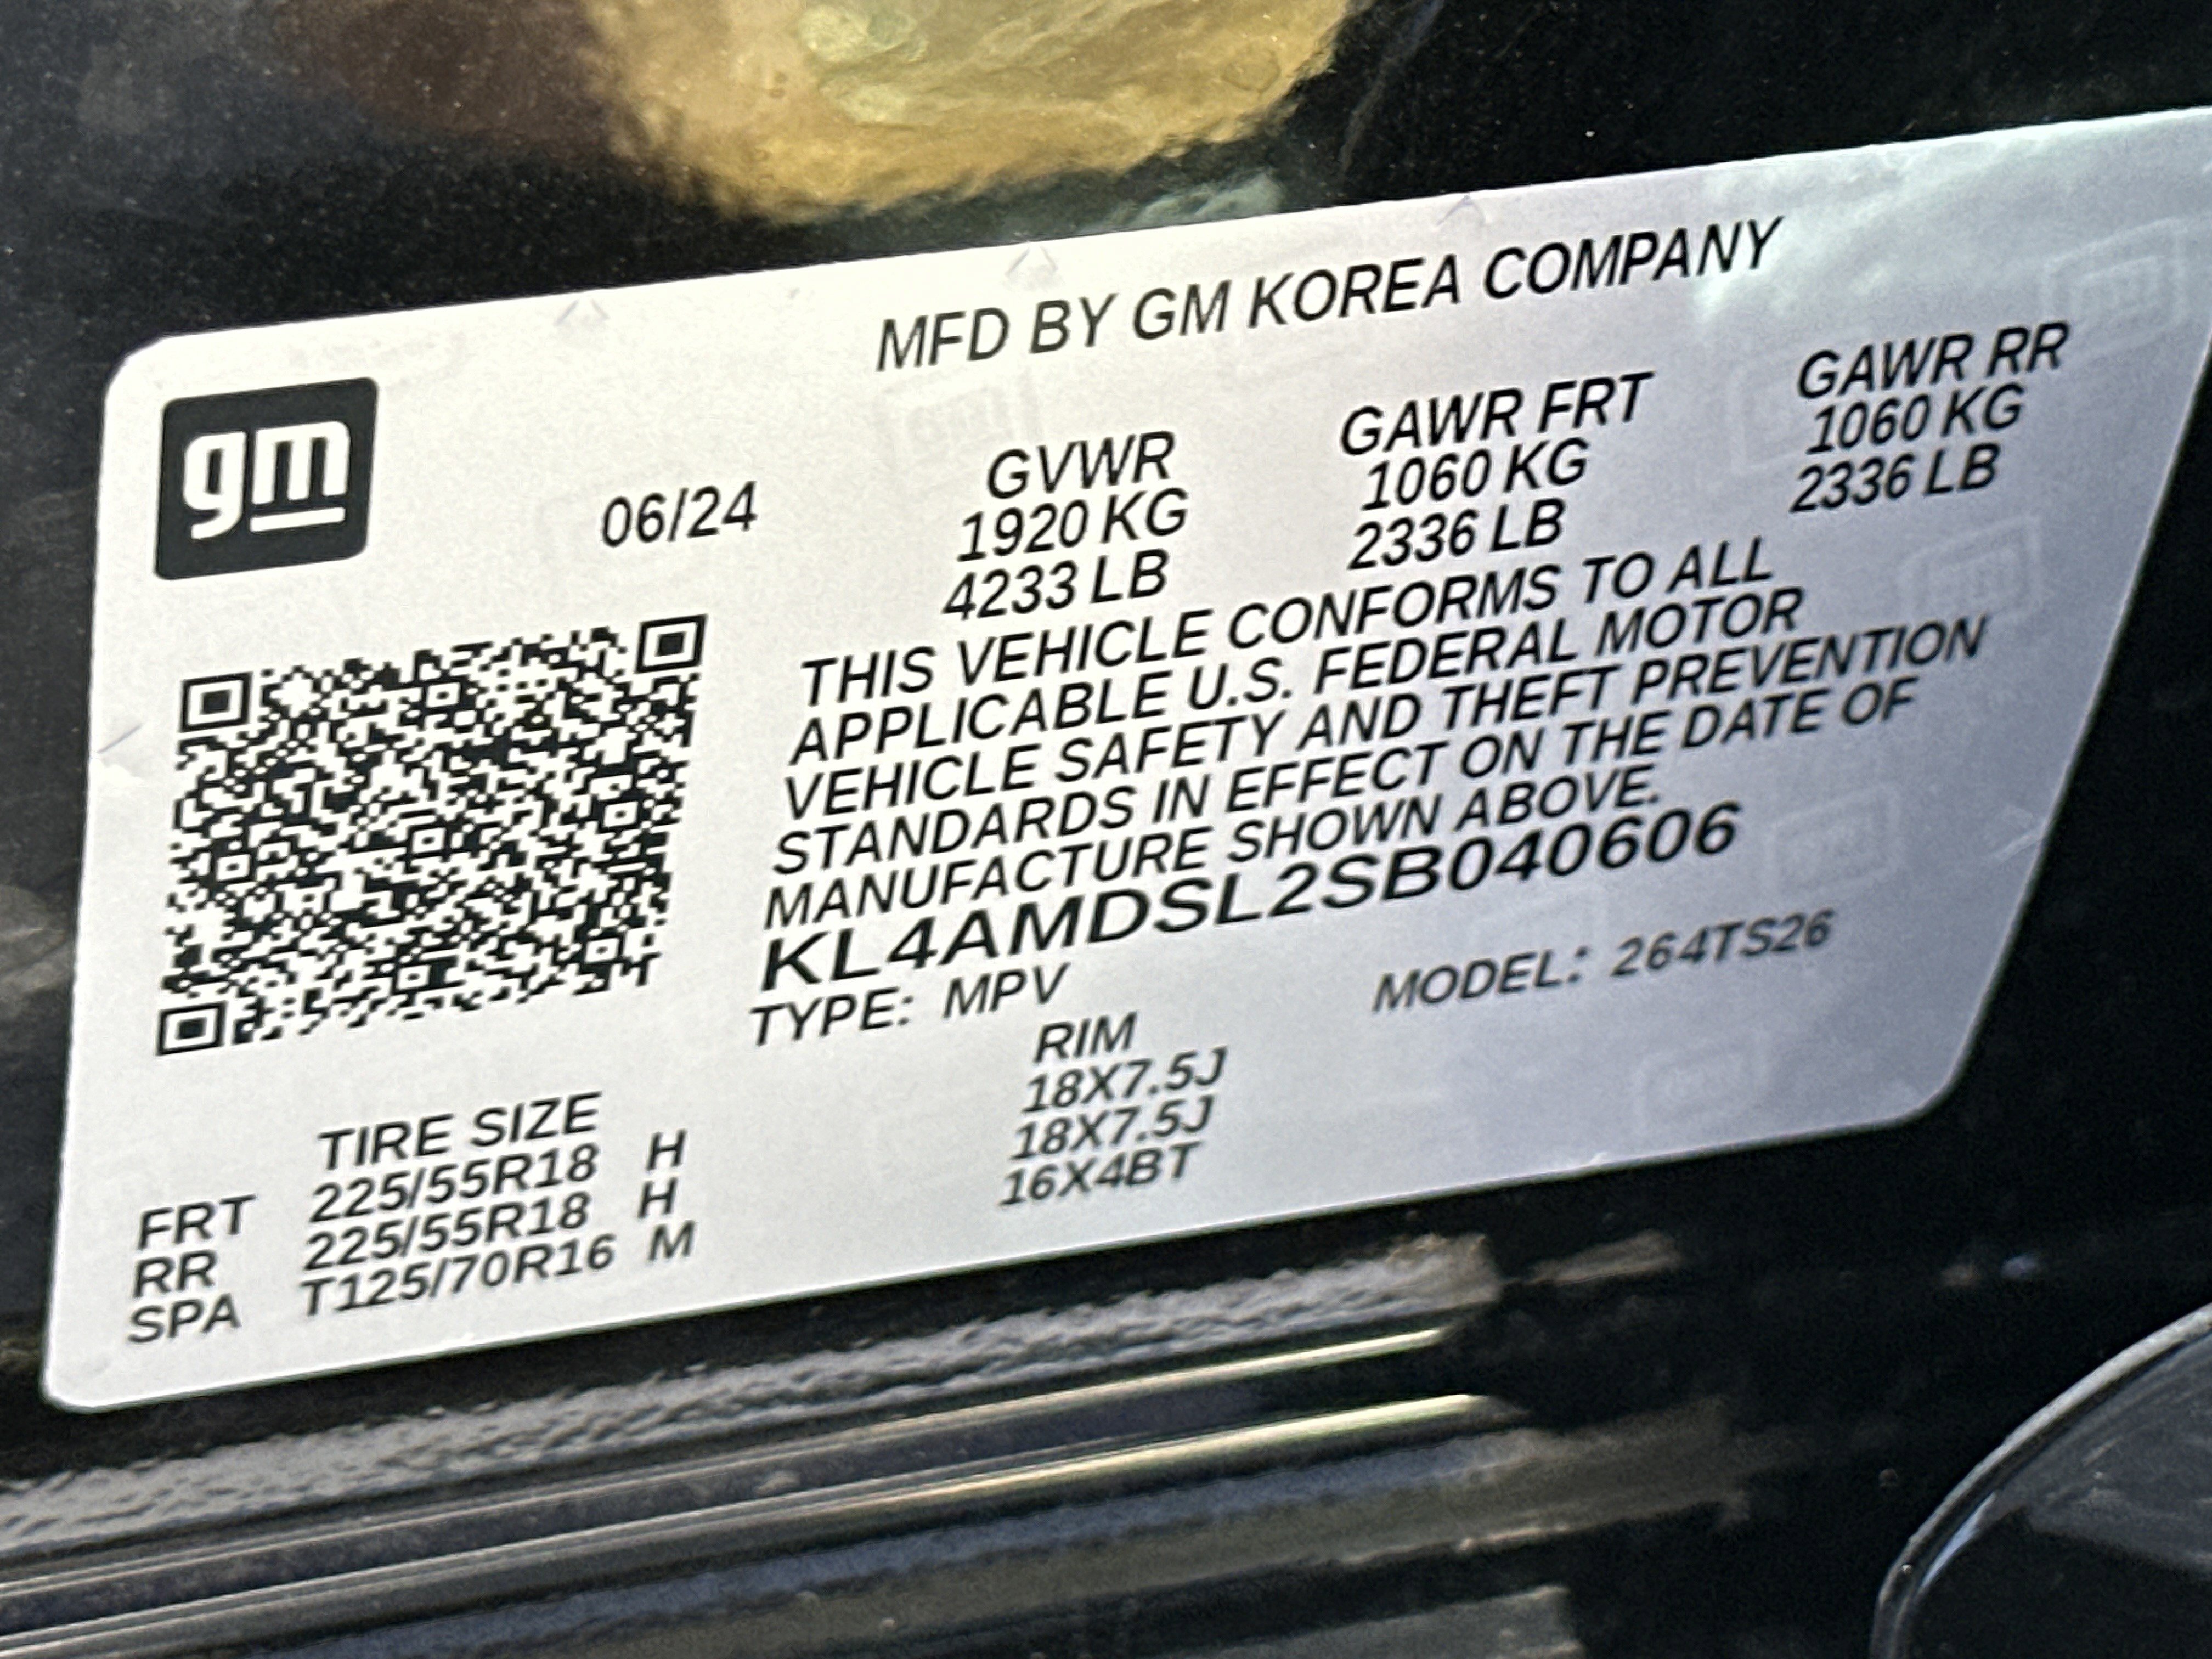 MFD BY GM KOREA COMPANY
gm
06/24
GVWR GAWR FRT GAWR RR
1920 KG 1060 KG 1060 KG
4233 LB 2336 LB 2336 LB
THIS VEHICLE CONFORMS TO ALL
APPLICABLE U.S. FEDERAL MOTOR
VEHICLE SAFETY AND THEFT PREVENTION
STANDARDS IN EFFECT ON THE DATE OF
MANUFACTURE SHOWN ABOVE.
KL4AMDSL2SB040606
TYPE: MPV MODEL: 264TS26
TIRE SIZE RIM
FRT 225/55R18 H 18X7.5J
RR 225/55R18 H 18X7.5J
SPA T125/70R16 M 16X4BT